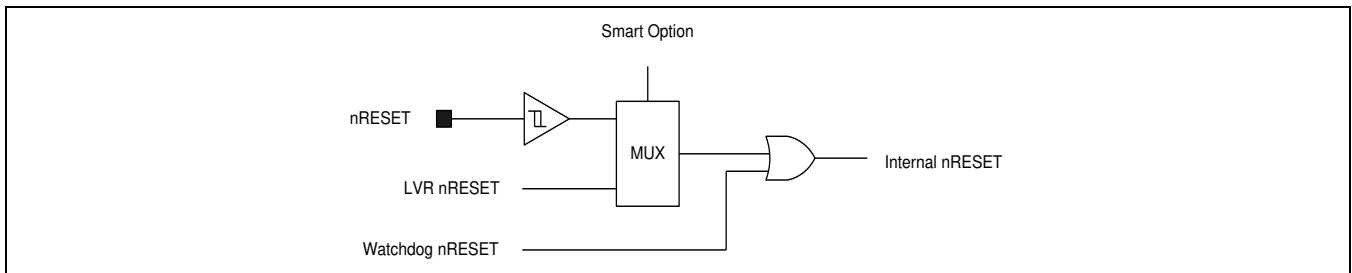 Smart Option
nRESET
MUX
Internal nRESET
LVR nRESET
Watchdog nRESET